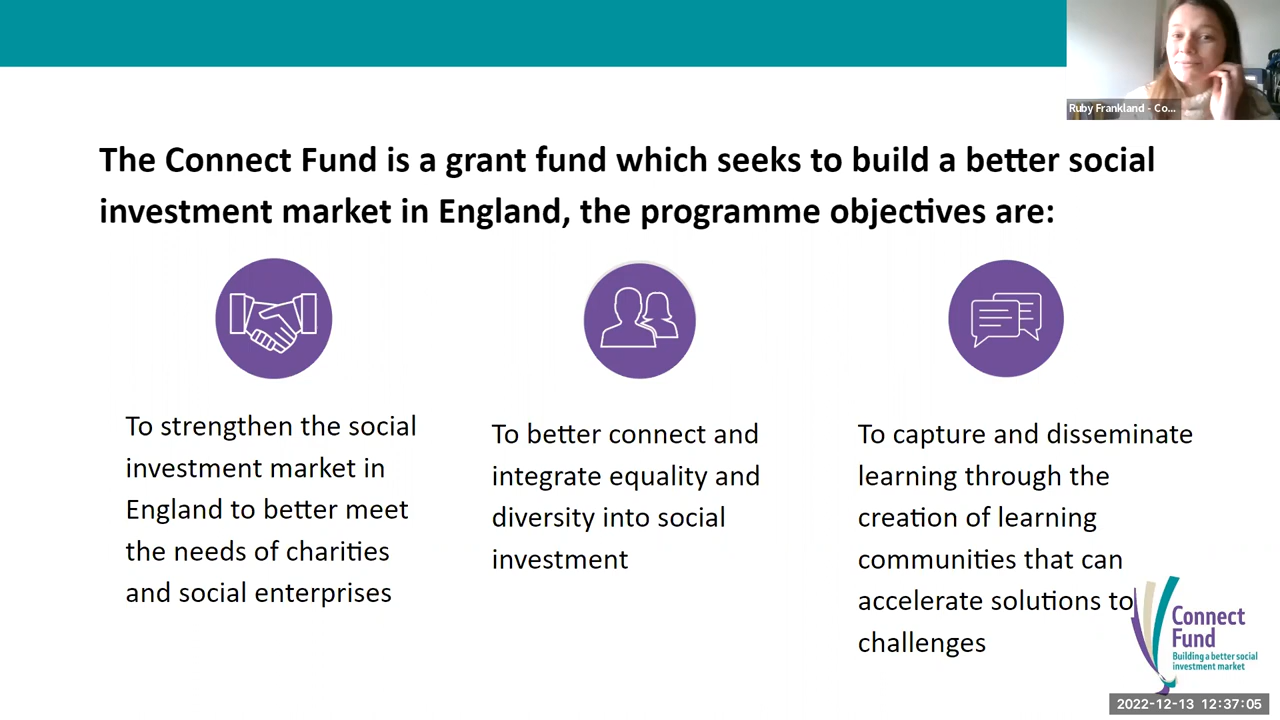 Ruby Frankland - Co...
The Connect Fund is a grant fund which seeks to build a better social
investment market in England, the programme objectives are:
To strengthen the social
investment market in
England to better meet
the needs of charities
and social enterprises
To better connect and
integrate equality and
diversity into social
investment
To capture and disseminate
learning through the
creation of learning
communities that can
accelerate solutions to
challenges
Connect
Fund
Building a better social
investment market
2022-12-13 12:37:05